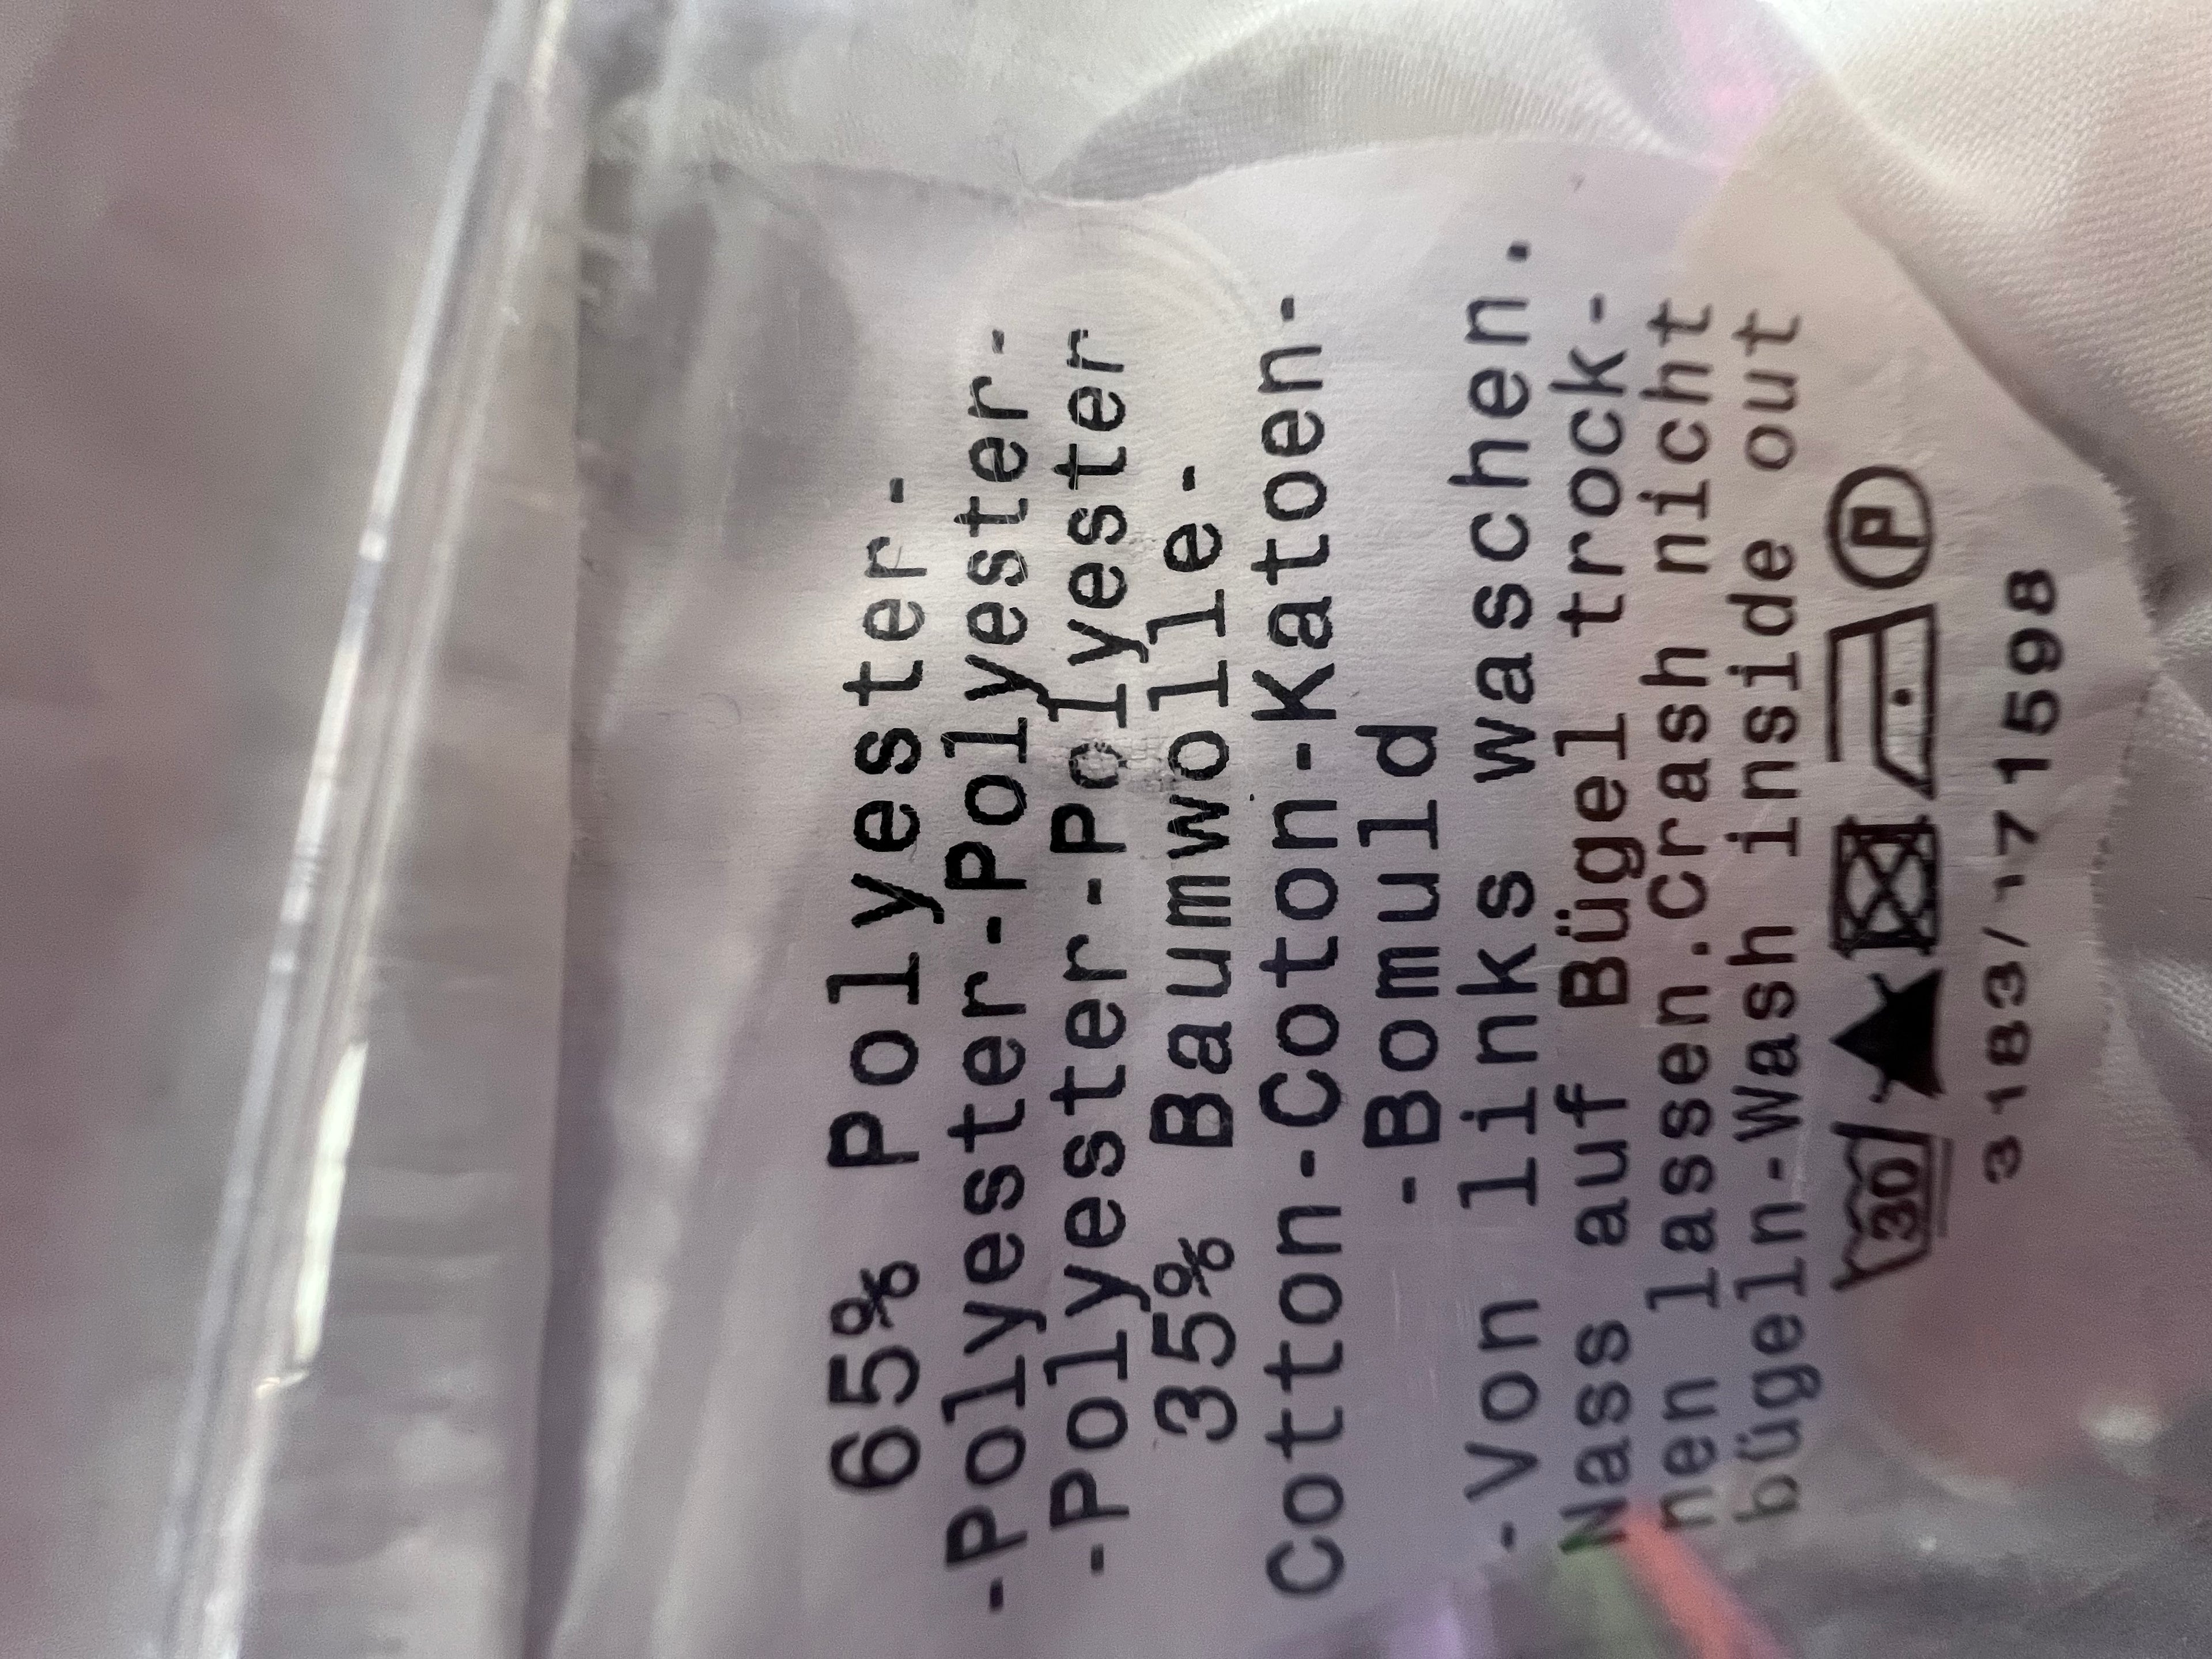 65% Polyester-
-Polyester-Polyester-
-Polyester-Polyester
35% Baumwolle-
Cotton-Coton-Katoen-
-Bomuld
-Von links waschen.
Nass auf Bügel trock-
nen lassen.Crash nicht
bügeln-Wash inside out
30 P
3183/171598